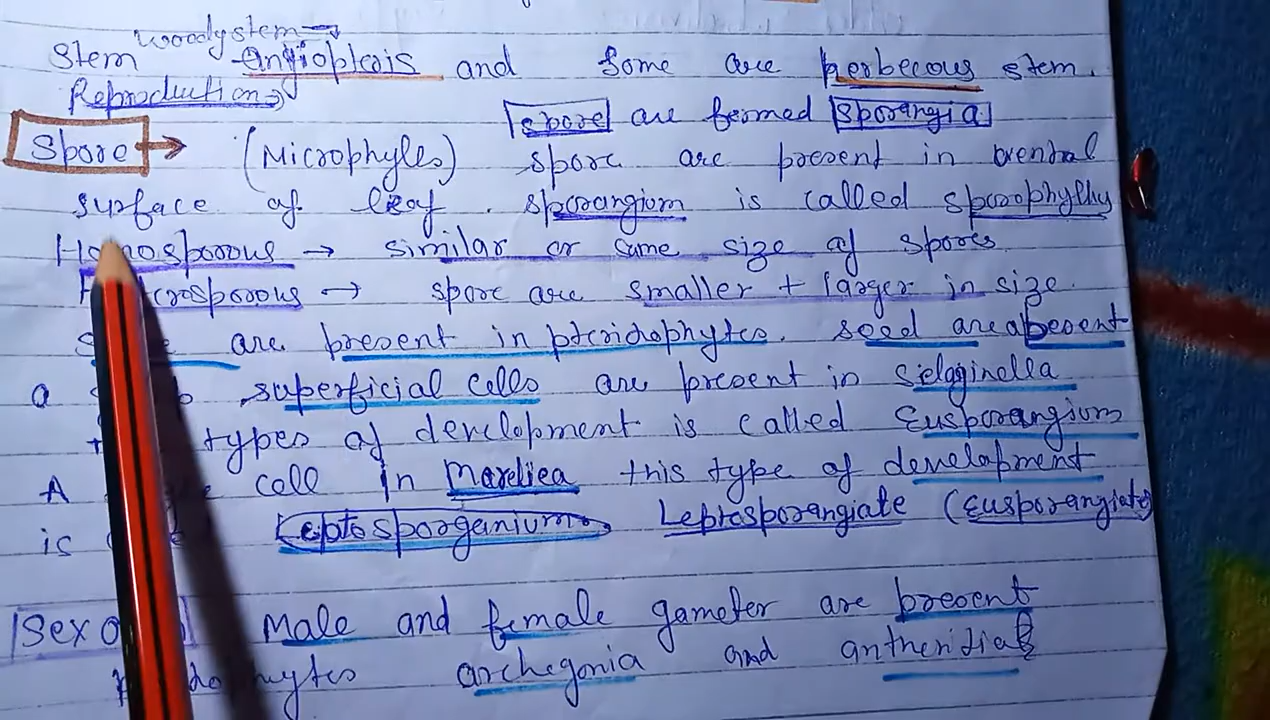 woodystem →
Stem angiopteris and Some are herbecous stem.
Reproduction →
spore are formed sporangia
Spore → (Microphyles) spore are present in ventral
surface of leaf. sporangium is called sporophylly
Homosporous → similar or same size of spores
crosporous → spore are smaller + larger in size.
are present in pteridophytes. seed are absent
a superficial cells are present in Selaginella
types of development is called Eusporangium
A cell in Mareliea this type of development
is Leptosporganium. Leptosporangiate (Eusporangiate)
Sex Male and female gameter are present
archegonia and antheridia